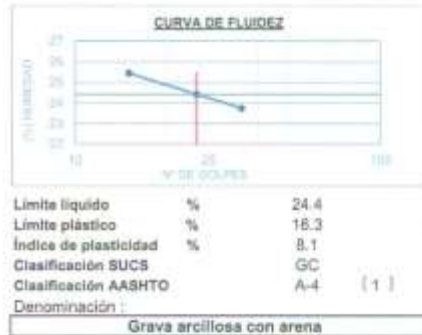 CURVA DE FLUIDEZ
27
26
25
24
23
22
(%) HUMEDAD
10 25 100
N° DE GOLPES
Límite líquido % 24.4
Límite plástico % 16.3
Índice de plasticidad % 8.1
Clasificación SUCS GC
Clasificación AASHTO A-4 ( 1 )
Denominación :
Grava arcillosa con arena